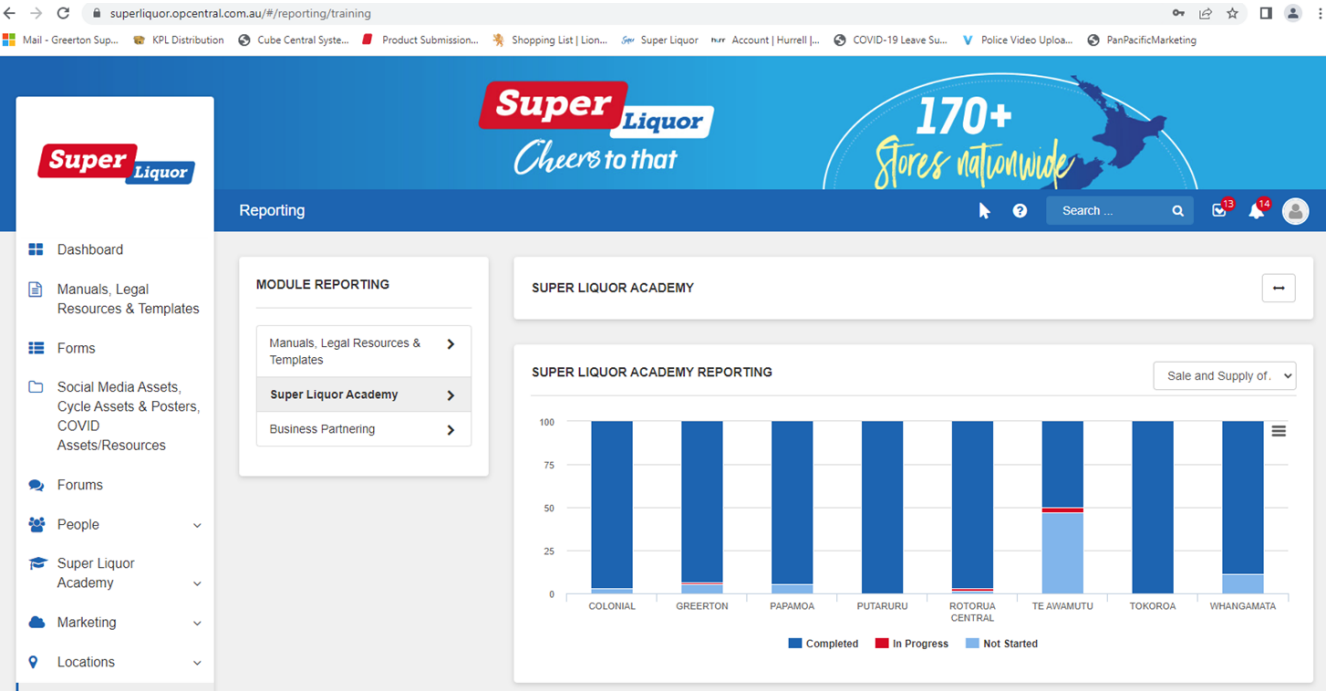 superliquor.opcentral.com.au/#/reporting/training
Mail - Greerton Sup... KPL Distribution Cube Central Syste... Product Submission... Shopping List | Lion... Super Liquor Account | Hurrell |... COVID-19 Leave Su... Police Video Uploa... PanPacificMarketing
Super
Liquor
Cheers to that
170+
Stores nationwide
Super
Liquor
Reporting
Search ...
13
14
Dashboard
Manuals, Legal
Resources & Templates
Forms
Social Media Assets,
Cycle Assets & Posters,
COVID
Assets/Resources
Forums
People
Super Liquor
Academy
Marketing
Locations
MODULE REPORTING
Manuals, Legal Resources &
Templates
Super Liquor Academy
Business Partnering
SUPER LIQUOR ACADEMY
SUPER LIQUOR ACADEMY REPORTING
Sale and Supply of.
100
75
50
25
0
COLONIAL GREERTON PAPAMOA PUTARURU ROTORUA CENTRAL TE AWAMUTU TOKOROA WHANGAMATA
Completed In Progress Not Started